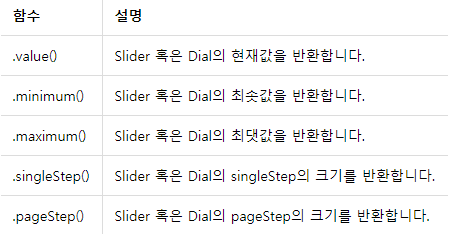 함수 설명
.value() Slider 혹은 Dial의 현재값을 반환합니다.
.minimum() Slider 혹은 Dial의 최솟값을 반환합니다.
.maximum() Slider 혹은 Dial의 최댓값을 반환합니다.
.singleStep() Slider 혹은 Dial의 singleStep의 크기를 반환합니다.
.pageStep() Slider 혹은 Dial의 pageStep의 크기를 반환합니다.